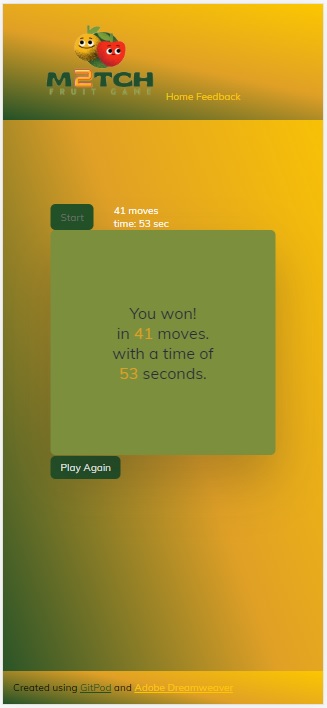 M2TCH
FRUIT GAME
Home Feedback
Start
41 moves
time: 53 sec
You won!
in 41 moves.
with a time of
53 seconds.
Play Again
Created using GitPod and Adobe Dreamweaver